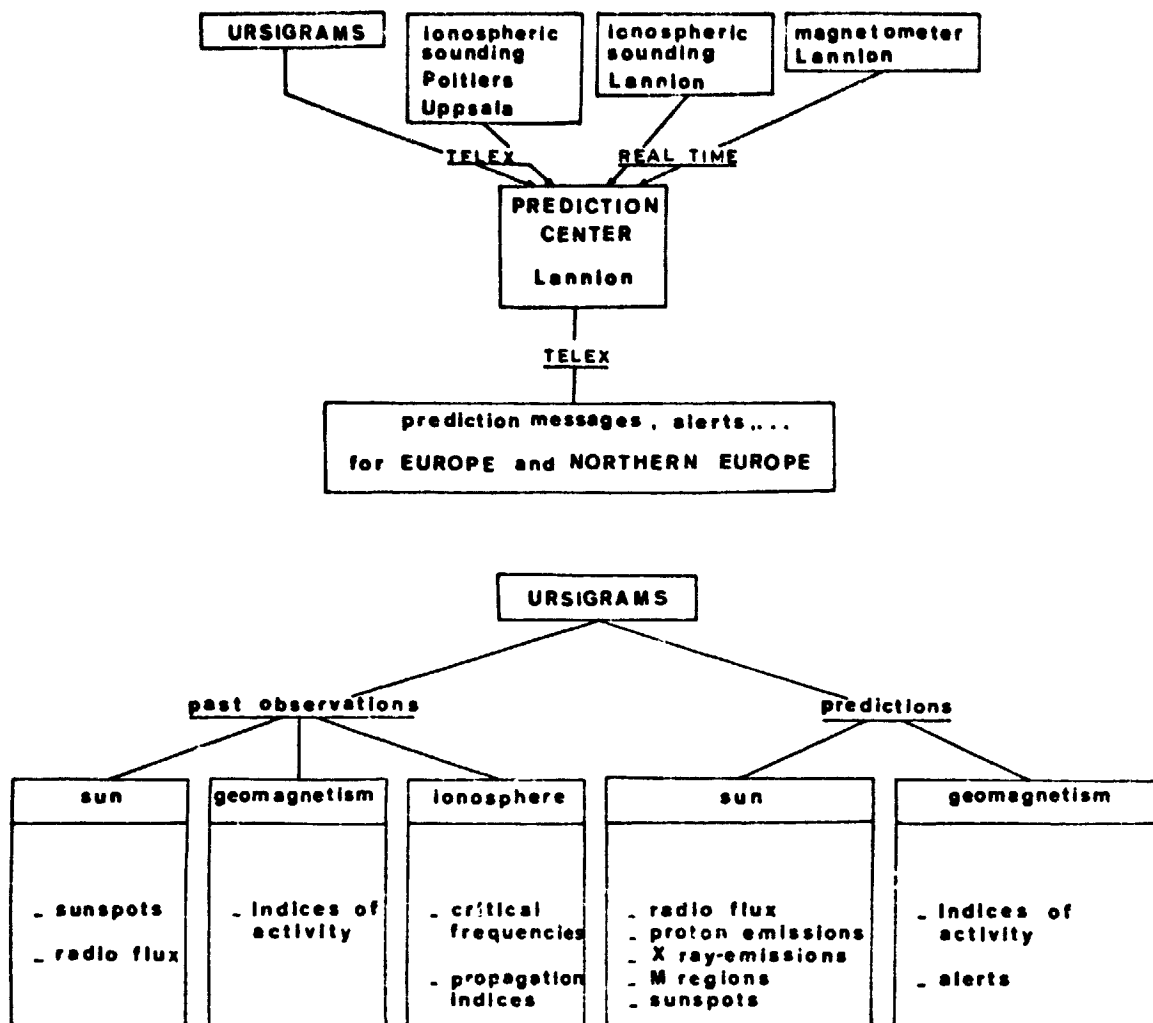 URSIGRAMS
ionospheric
sounding
Poitiers
Uppsala
ionospheric
sounding
Lannion
magnetometer
Lannion
TELEX
REAL TIME
PREDICTION
CENTER
Lannion
TELEX
prediction messages, alerts....
for EUROPE and NORTHERN EUROPE
URSIGRAMS
past observations
predictions
sun
_ sunspots
_ radio flux
geomagnetism
_ indices of
activity
ionosphere
_ critical
frequencies
_ propagation
indices
sun
_ radio flux
_ proton emissions
_ X ray-emissions
_ M regions
_ sunspots
geomagnetism
_ indices of
activity
_ alerts